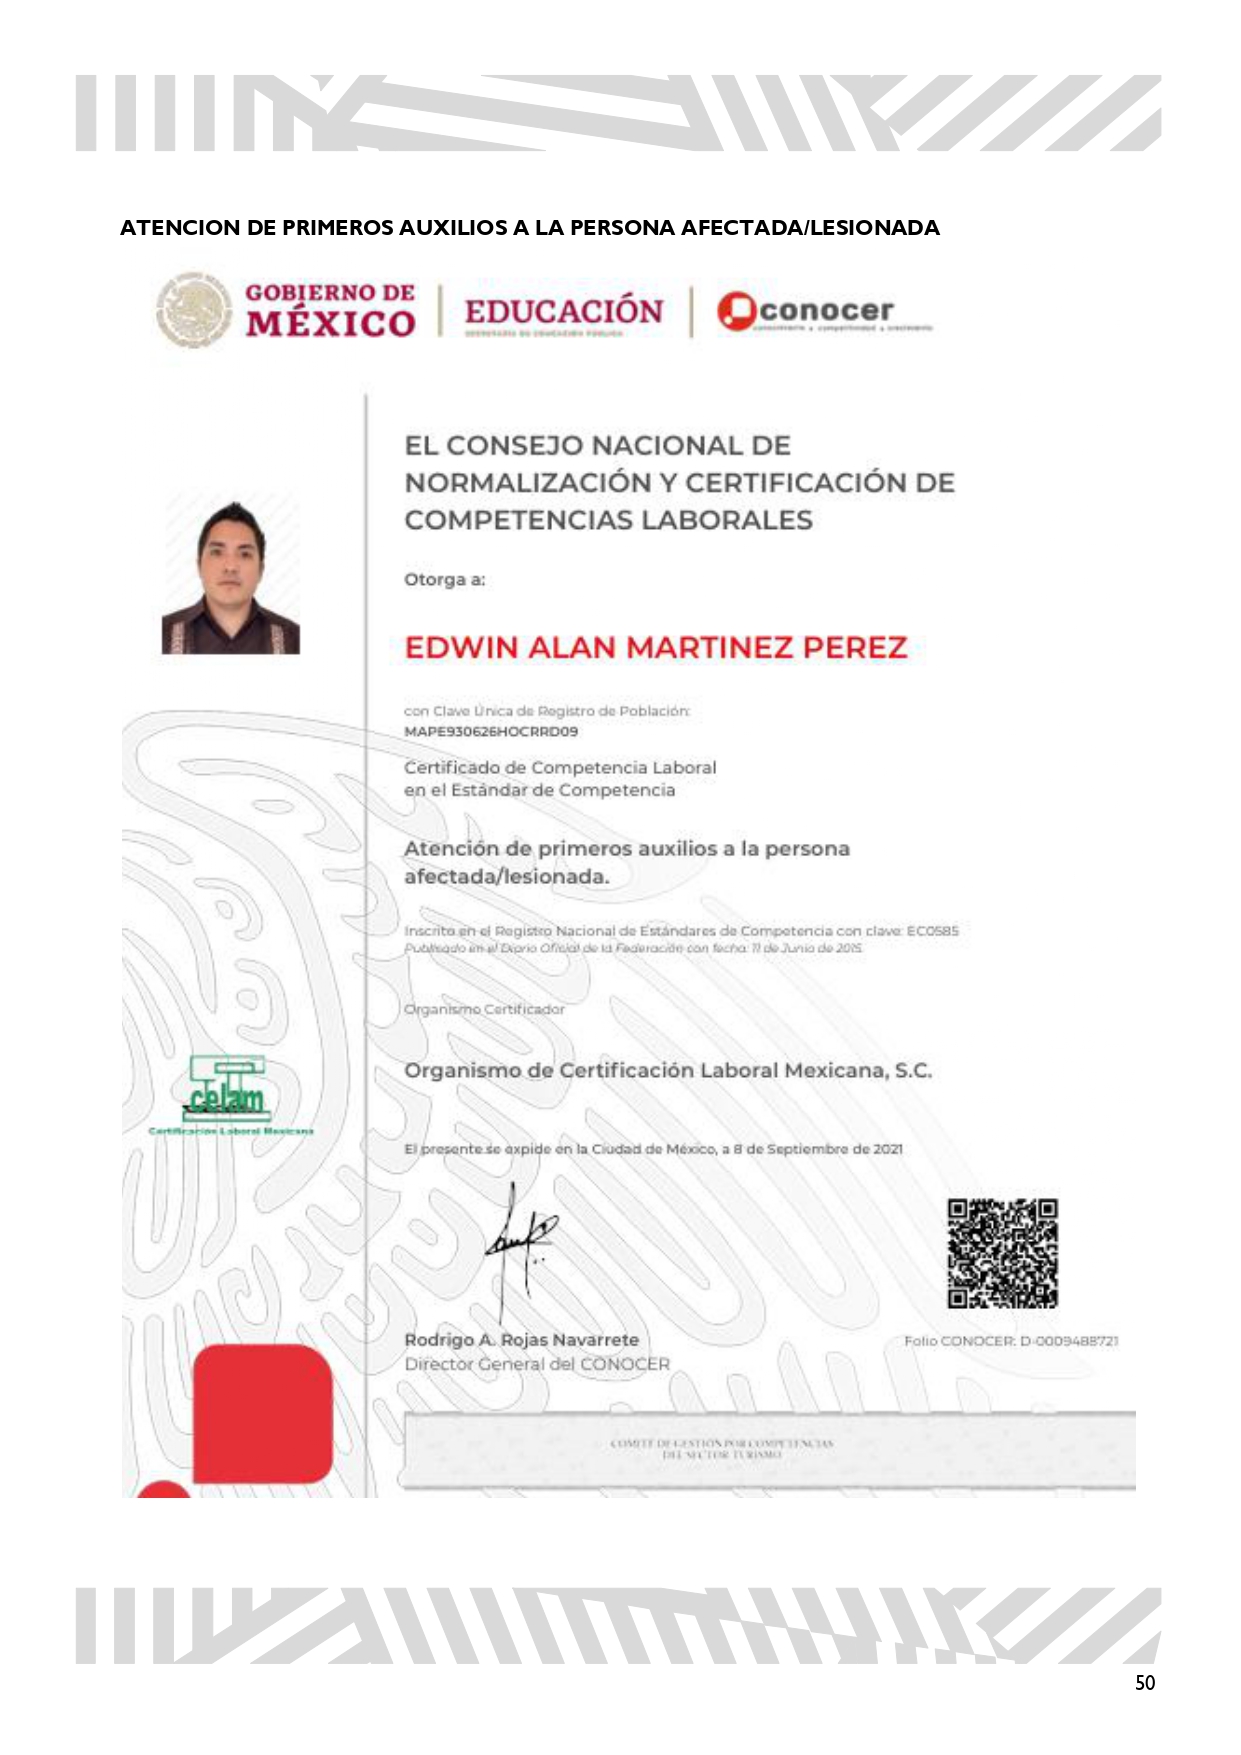 ATENCION DE PRIMEROS AUXILIOS A LA PERSONA AFECTADA/LESIONADA
GOBIERNO DE
MÉXICO
EDUCACIÓN
SECRETARÍA DE EDUCACIÓN PÚBLICA
conocer
conocimiento • competitividad • crecimiento
EL CONSEJO NACIONAL DE
NORMALIZACIÓN Y CERTIFICACIÓN DE
COMPETENCIAS LABORALES
Otorga a:
EDWIN ALAN MARTINEZ PEREZ
con Clave Única de Registro de Población:
MAPE930626HOCRRD09
Certificado de Competencia Laboral
en el Estándar de Competencia
Atención de primeros auxilios a la persona
afectada/lesionada.
Inscrito en el Registro Nacional de Estándares de Competencia con clave: EC0585
Publicado en el Diario Oficial de la Federación con fecha: 11 de Junio de 2015.
Organismo Certificador
Organismo de Certificación Laboral Mexicana, S.C.
celam
Certificación Laboral Mexicana
El presente se expide en la Ciudad de México, a 8 de Septiembre de 2021
Rodrigo A. Rojas Navarrete
Director General del CONOCER
Folio CONOCER: D-0009488721
COMITÉ DE GESTIÓN POR COMPETENCIAS
DEL SECTOR TURISMO
50